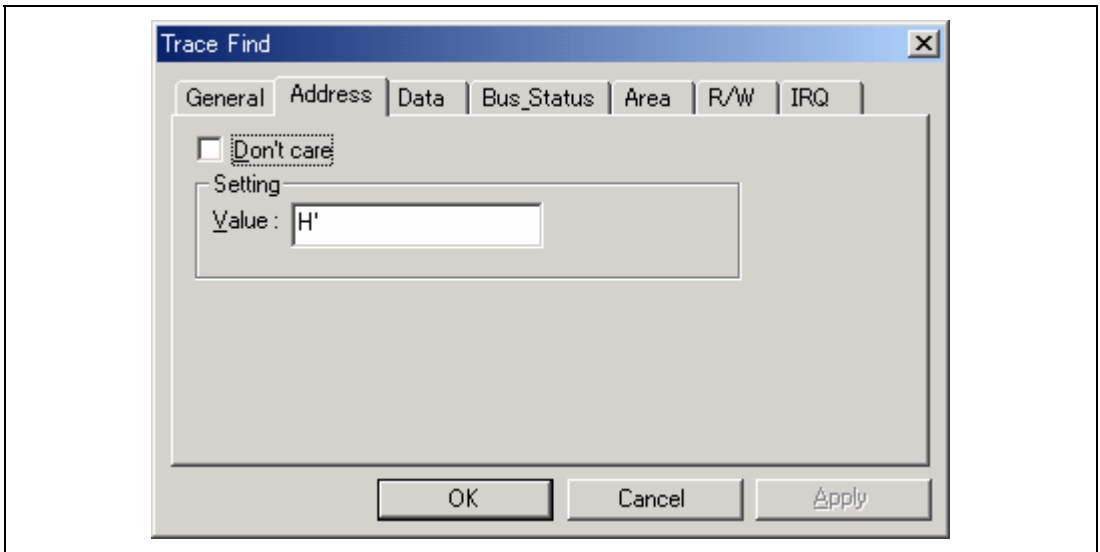 Trace Find
General Address Data Bus_Status Area R/W IRQ
Don't care
Setting
Value : H'
OK Cancel Apply